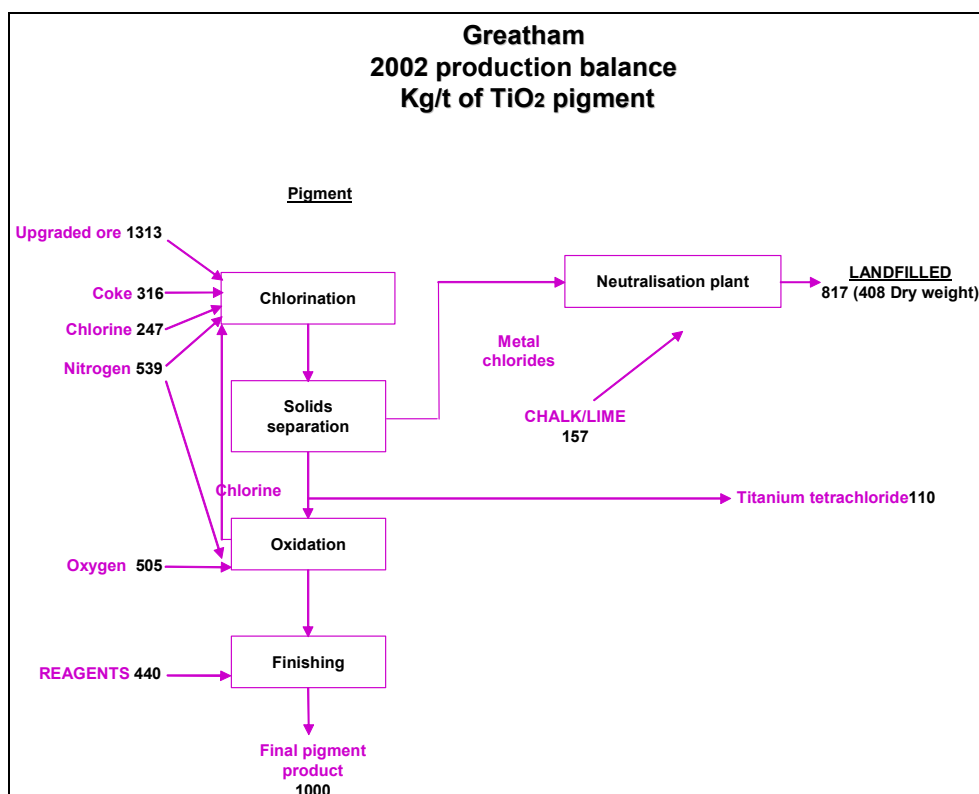 Greatham
2002 production balance
Kg/t of TiO2 pigment
Pigment
Upgraded ore 1313
Coke 316
Chlorine 247
Nitrogen 539
Chlorination
Neutralisation plant
LANDFILLED
817 (408 Dry weight)
Metal
chlorides
Solids
separation
CHALK/LIME
157
Chlorine
Titanium tetrachloride110
Oxidation
Oxygen 505
Finishing
REAGENTS 440
Final pigment
product
1000